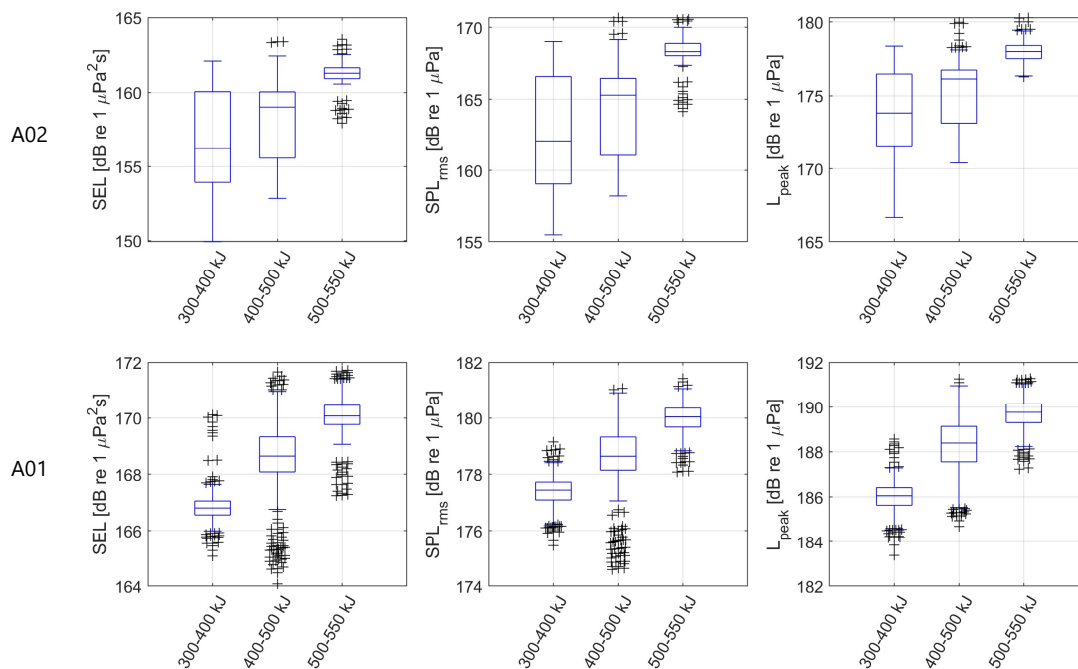 A02
SEL [dB re 1 μPa²s]
165
160
155
150
300-400 kJ
400-500 kJ
500-550 kJ
SPLrms [dB re 1 μPa]
170
165
160
155
300-400 kJ
400-500 kJ
500-550 kJ
Lpeak [dB re 1 μPa]
180
175
170
165
300-400 kJ
400-500 kJ
500-550 kJ
A01
SEL [dB re 1 μPa²s]
172
170
168
166
164
300-400 kJ
400-500 kJ
500-550 kJ
SPLrms [dB re 1 μPa]
182
180
178
176
174
300-400 kJ
400-500 kJ
500-550 kJ
Lpeak [dB re 1 μPa]
192
190
188
186
184
182
300-400 kJ
400-500 kJ
500-550 kJ